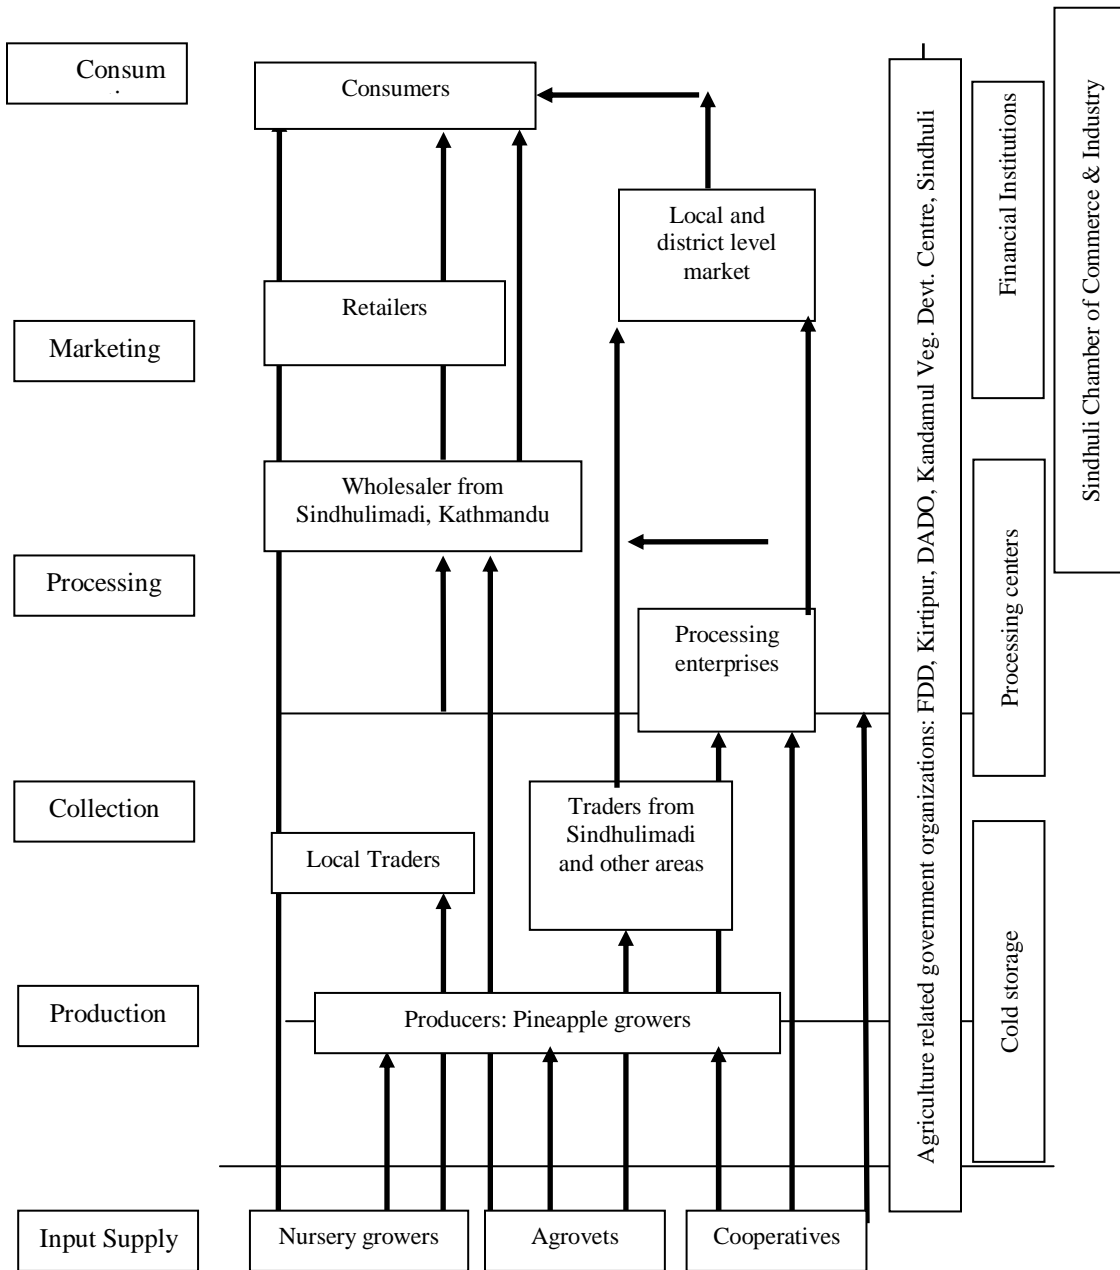 Consum
Consumers
Local and
district level
market
Retailers
Marketing
Wholesaler from
Sindhulimadi, Kathmandu
Processing
Processing
enterprises
Collection
Traders from
Sindhulimadi
and other areas
Local Traders
Production
Producers: Pineapple growers
Input Supply
Nursery growers
Agrovets
Cooperatives
Agriculture related government organizations: FDD, Kirtipur, DADO, Kandamul Veg. Devt. Centre, Sindhuli
Financial Institutions
Processing centers
Cold storage
Sindhuli Chamber of Commerce & Industry